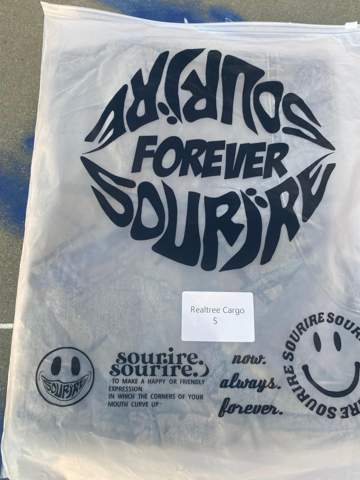 SOURIRE
FOREVER
SOURIRE
Realtree Cargo
S
SOURIRE
sourire.
sourire.
TO MAKE A HAPPY OR FRIENDLY
EXPRESSION
IN WHICH THE CORNERS OF YOUR
MOUTH CURVE UP
now.
always.
forever.
SOURIRE SOURIRE SOUR